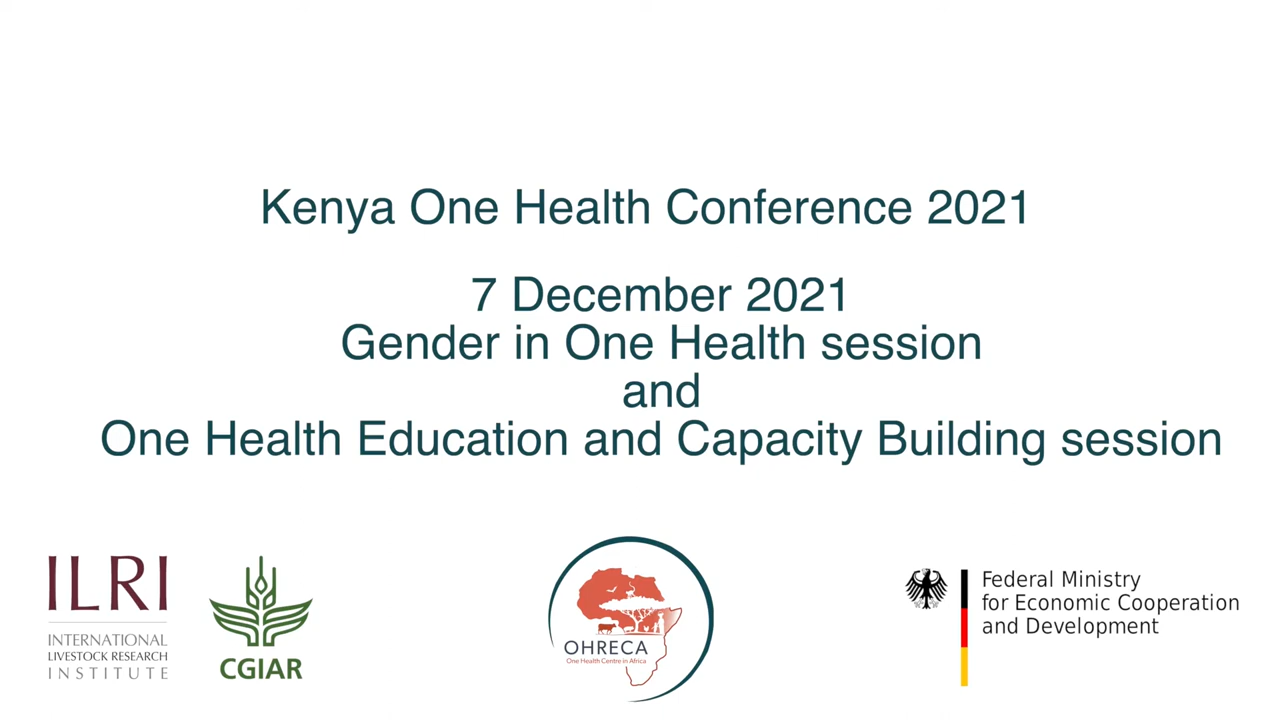 Kenya One Health Conference 2021
7 December 2021
Gender in One Health session
and
One Health Education and Capacity Building session
ILRI
INTERNATIONAL
LIVESTOCK RESEARCH
INSTITUTE
CGIAR
OHRECA
One Health Centre in Africa
Federal Ministry
for Economic Cooperation
and Development